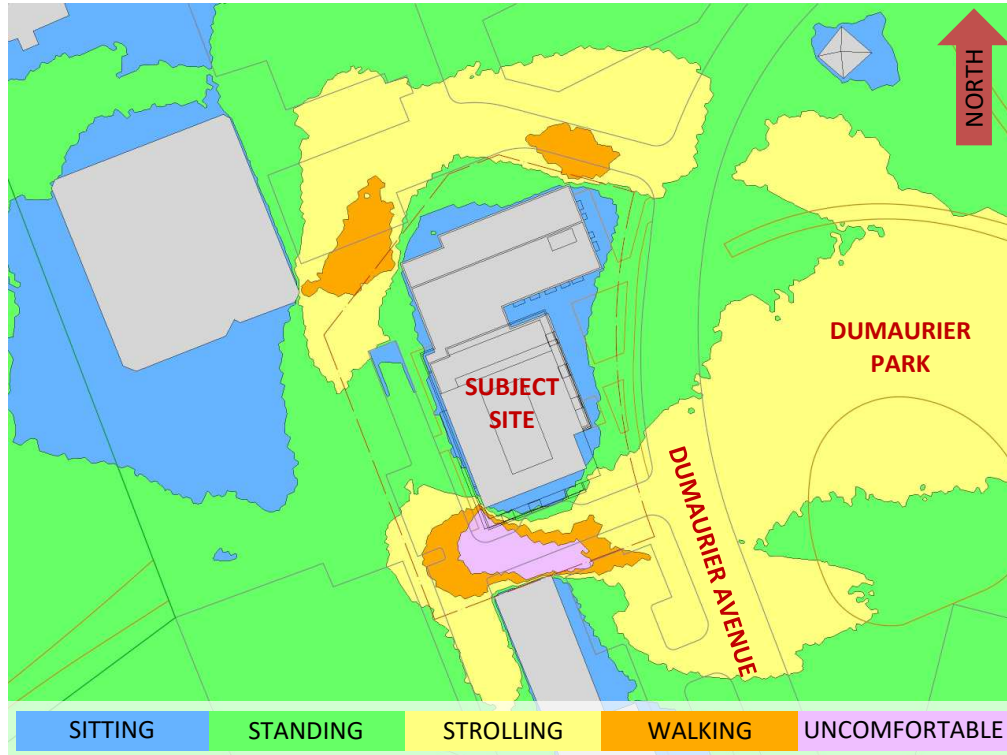 NORTH
DUMAURIER
PARK
SUBJECT
SITE
DUMAURIER AVENUE
SITTING
STANDING
STROLLING
WALKING
UNCOMFORTABLE